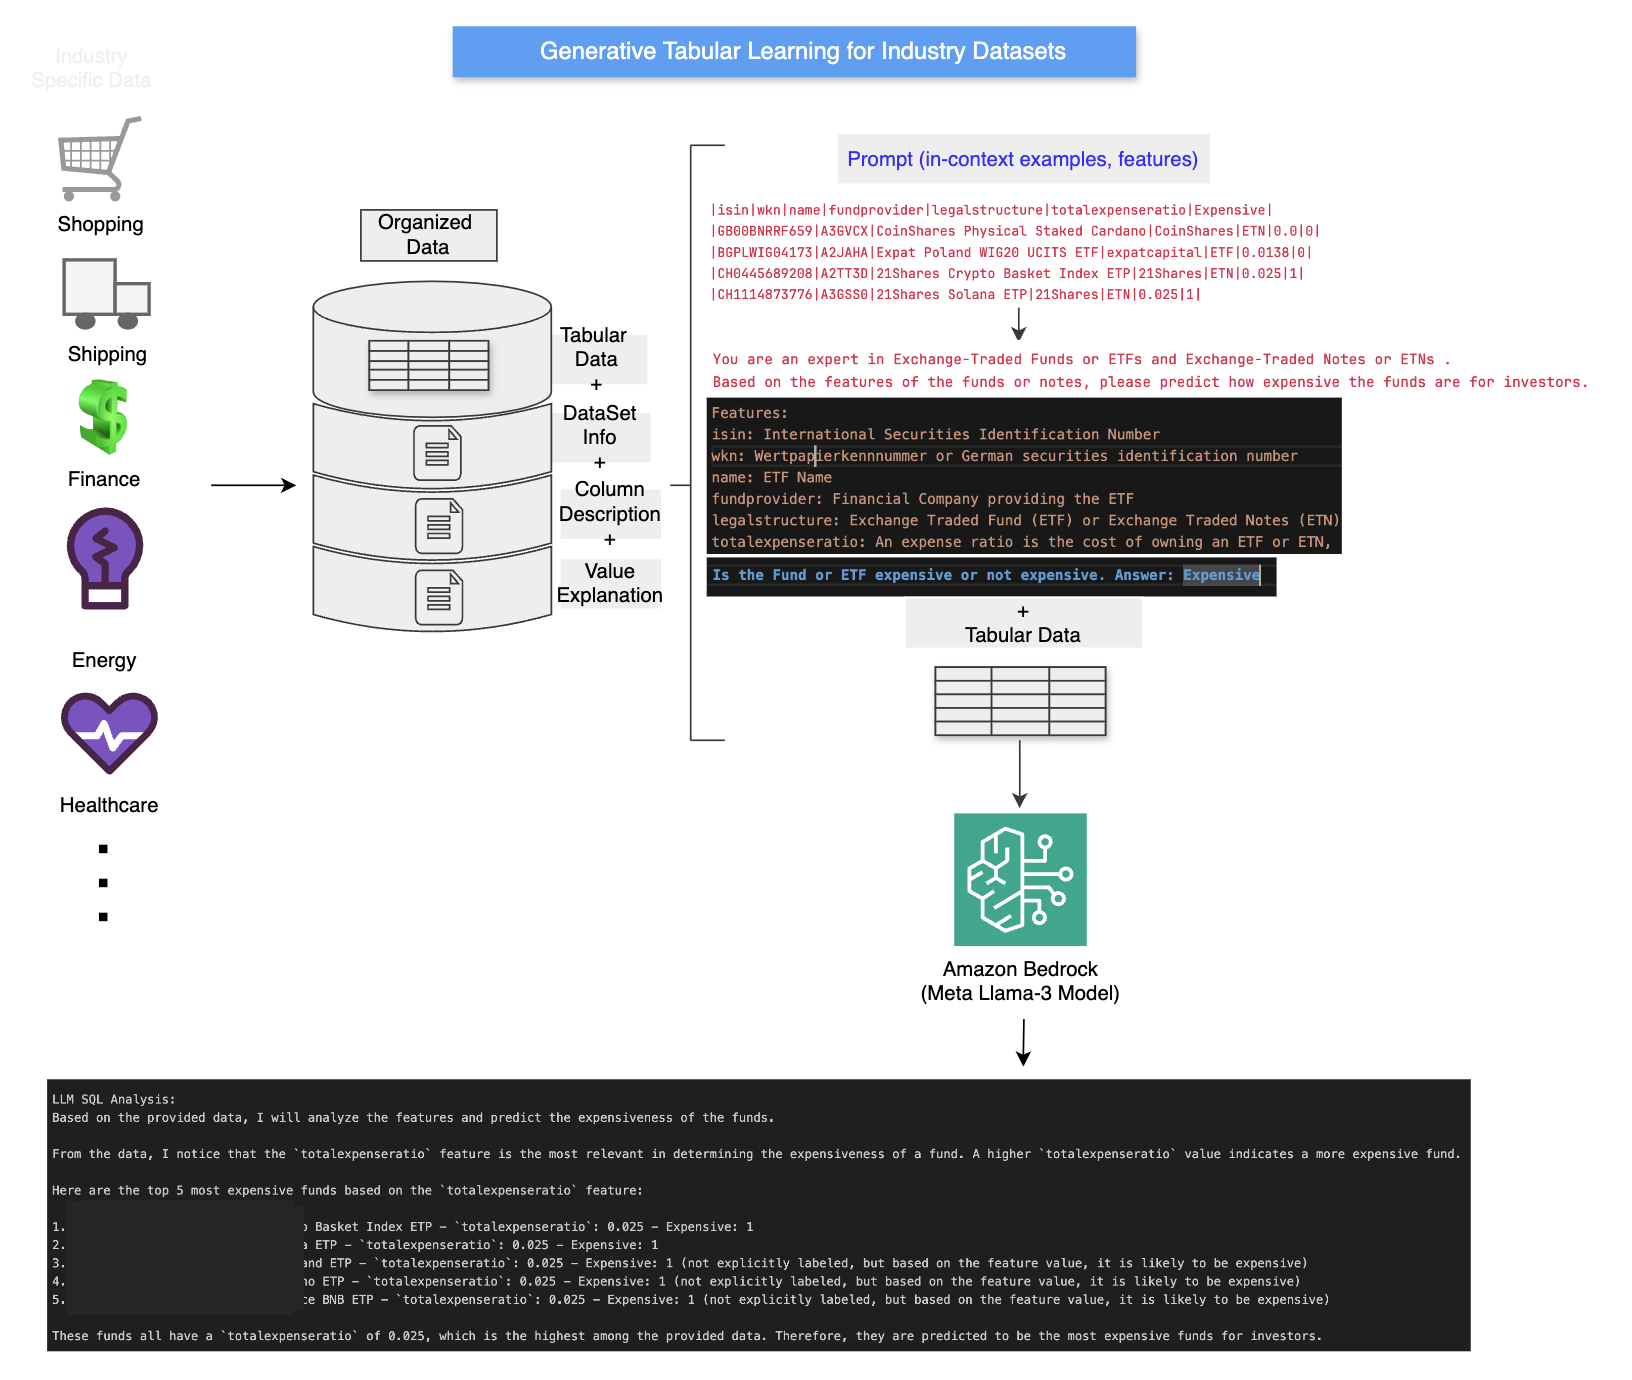 Generative Tabular Learning for Industry Datasets
Industry
Specific Data
Shopping
Shipping
Finance
Energy
Healthcare
Organized
Data
Tabular
Data
+
DataSet
Info
+
Column
Description
+
Value
Explanation
Prompt (in-context examples, features)
|isin|wkn|name|fundprovider|legalstructure|totalexpenseratio|Expensive|
|GB00BNRRF659|A3GVCX|CoinShares Physical Staked Cardano|CoinShares|ETN|0.0|0|
|BGPLWIG04173|A2JAHA|Expat Poland WIG20 UCITS ETF|expatcapital|ETF|0.0138|0|
|CH0445689208|A2TT3D|21Shares Crypto Basket Index ETP|21Shares|ETN|0.025|1|
|CH1114873776|A3GSS0|21Shares Solana ETP|21Shares|ETN|0.025|1|
You are an expert in Exchange-Traded Funds or ETFs and Exchange-Traded Notes or ETNs .
Based on the features of the funds or notes, please predict how expensive the funds are for investors.
Features:
isin: International Securities Identification Number
wkn: Wertpapierkennnummer or German securities identification number
name: ETF Name
fundprovider: Financial Company providing the ETF
legalstructure: Exchange Traded Fund (ETF) or Exchange Traded Notes (ETN)
totalexpenseratio: An expense ratio is the cost of owning an ETF or ETN,
Is the Fund or ETF expensive or not expensive. Answer: Expensive
+
Tabular Data
Amazon Bedrock
(Meta Llama-3 Model)
LLM SQL Analysis:
Based on the provided data, I will analyze the features and predict the expensiveness of the funds.
From the data, I notice that the `totalexpenseratio` feature is the most relevant in determining the expensiveness of a fund. A higher `totalexpenseratio` value indicates a more expensive fund.
Here are the top 5 most expensive funds based on the `totalexpenseratio` feature:
1. Basket Index ETP – `totalexpenseratio`: 0.025 – Expensive: 1
2. a ETP – `totalexpenseratio`: 0.025 – Expensive: 1
3. and ETP – `totalexpenseratio`: 0.025 – Expensive: 1 (not explicitly labeled, but based on the feature value, it is likely to be expensive)
4. no ETP – `totalexpenseratio`: 0.025 – Expensive: 1 (not explicitly labeled, but based on the feature value, it is likely to be expensive)
5. ce BNB ETP – `totalexpenseratio`: 0.025 – Expensive: 1 (not explicitly labeled, but based on the feature value, it is likely to be expensive)
These funds all have a `totalexpenseratio` of 0.025, which is the highest among the provided data. Therefore, they are predicted to be the most expensive funds for investors.